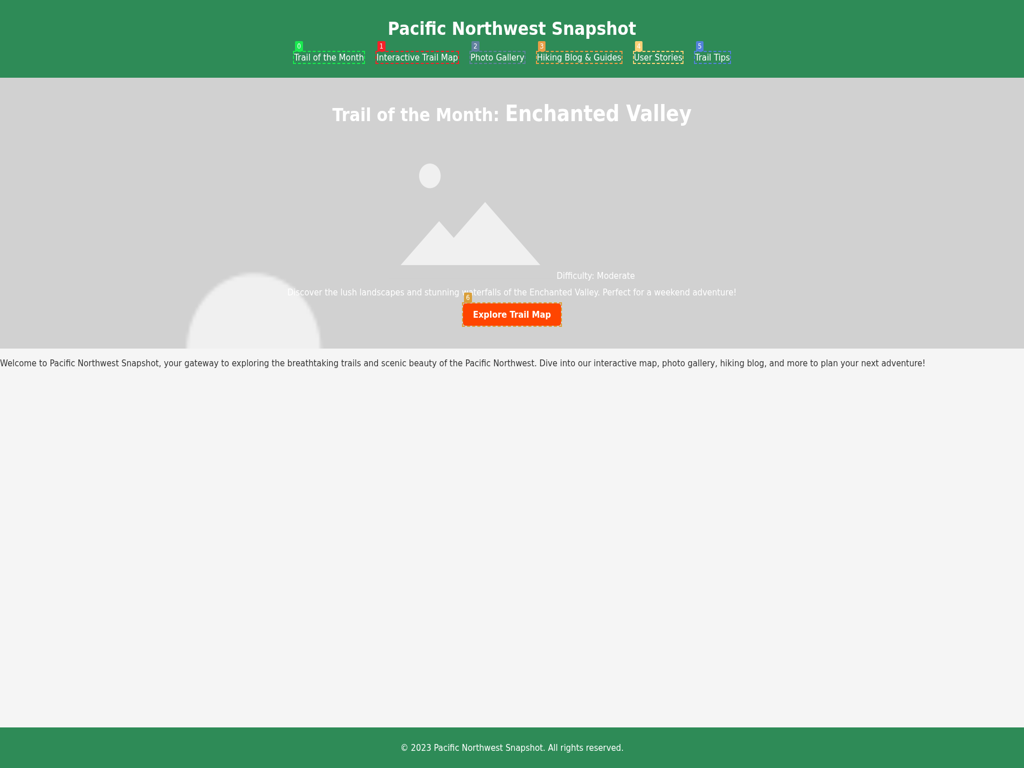 Pacific Northwest Snapshot
0 1 2 3 4 5
Trail of the Month Interactive Trail Map Photo Gallery Hiking Blog & Guides User Stories Trail Tips
Trail of the Month: Enchanted Valley
Difficulty: Moderate
Discover the lush landscapes and stunning waterfalls of the Enchanted Valley. Perfect for a weekend adventure!
6
Explore Trail Map
Welcome to Pacific Northwest Snapshot, your gateway to exploring the breathtaking trails and scenic beauty of the Pacific Northwest. Dive into our interactive map, photo gallery, hiking blog, and more to plan your next adventure!
© 2023 Pacific Northwest Snapshot. All rights reserved.